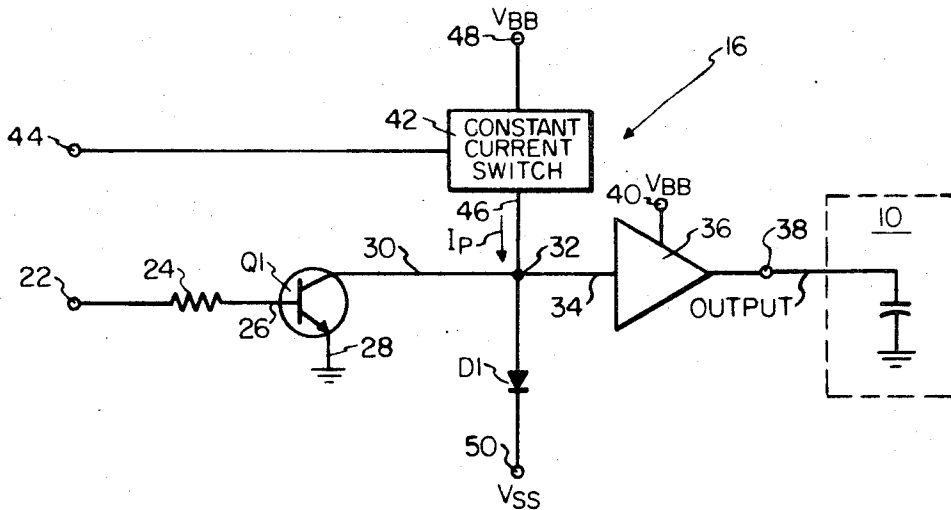 VBB
48
16
44
42
CONSTANT
CURRENT
SWITCH
46
IP
40
VBB
10
36
38
22
24
Q1
30
32
34
OUTPUT
26
28
D1
50
VSS